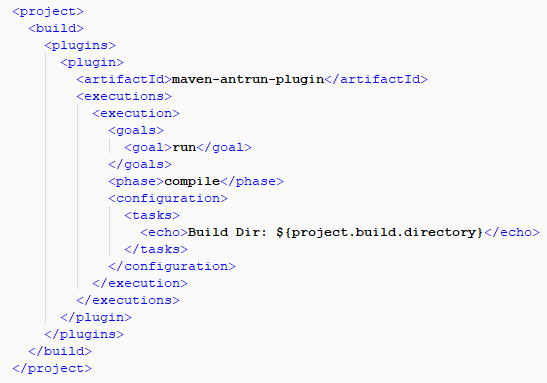 <project>
<build>
<plugins>
<plugin>
<artifactId>maven-antrun-plugin</artifactId>
<executions>
<execution>
<goals>
<goal>run</goal>
</goals>
<phase>compile</phase>
<configuration>
<tasks>
<echo>Build Dir: ${project.build.directory}</echo>
</tasks>
</configuration>
</execution>
</executions>
</plugin>
</plugins>
</build>
</project>